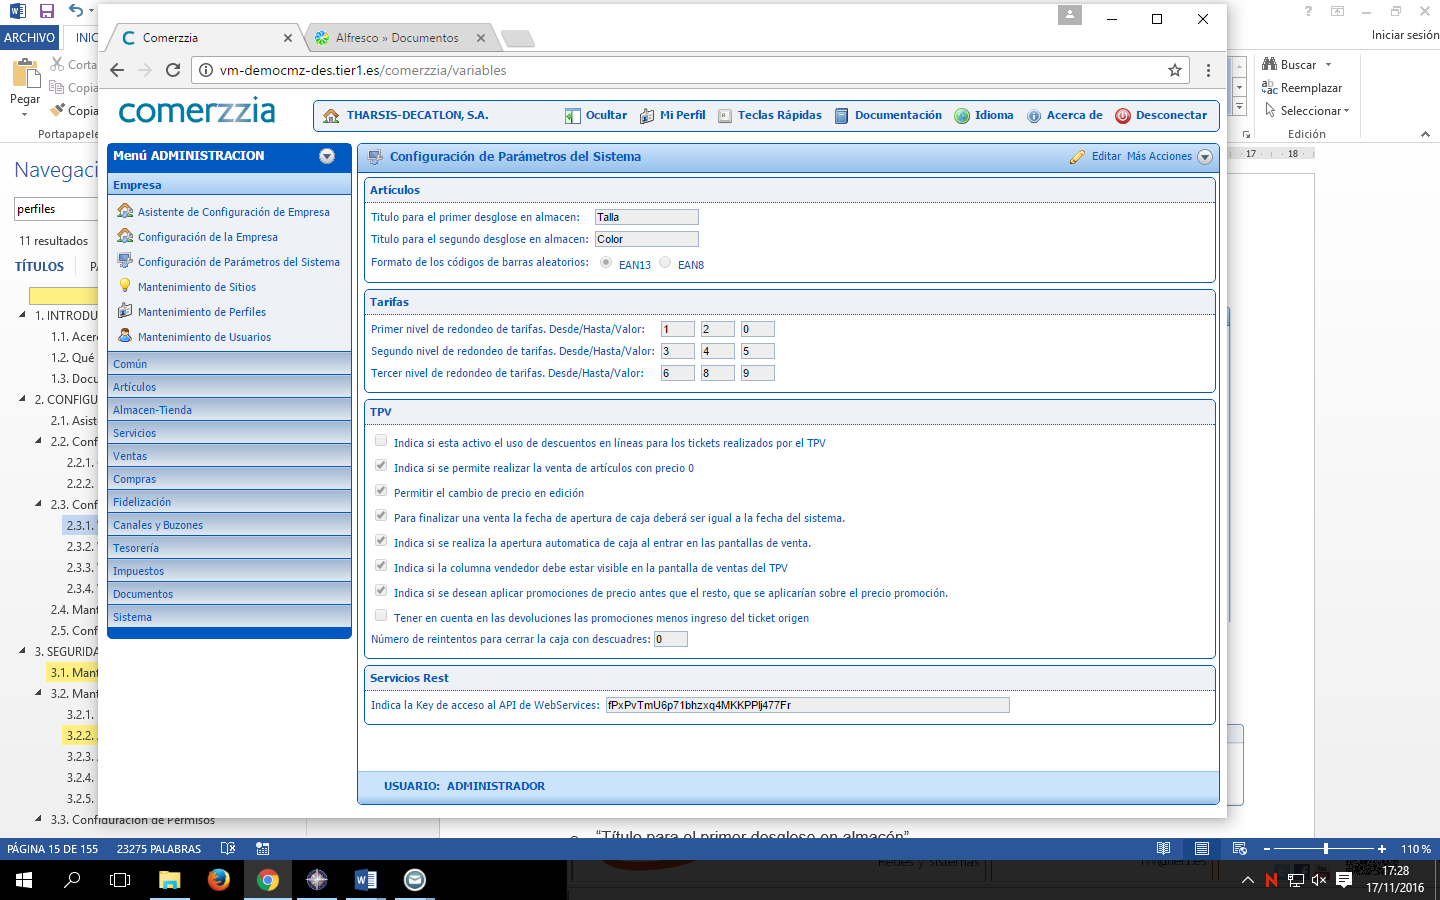 ARCHIVO
INIC
Pegar
Corta
Copia
Copia
Portapapele
Comerzzia
Alfresco » Documentos
vm-democmz-des.tier1.es/comerzzia/variables
Iniciar sesión
Buscar
Reemplazar
Seleccionar
Edición
17
18
Navegaci
perfiles
11 resultados
TÍTULOS
1. INTRODU
1.1. Acerc
1.2. Qué
1.3. Docu
2. CONFIGU
2.1. Asist
2.2. Conf
2.2.1.
2.2.2.
2.3. Conf
2.3.1.
2.3.2.
2.3.3.
2.3.4.
2.4. Mant
2.5. Conf
3. SEGURIDA
3.1. Mant
3.2. Mant
3.2.1.
3.2.2.
3.2.3.
3.2.4.
3.2.5.
3.3. Configuración de Permisos
comerzzia
THARSIS-DECATLON, S.A.
Ocultar
Mi Perfil
Teclas Rápidas
Documentación
Idioma
Acerca de
Desconectar
Menú ADMINISTRACION
Empresa
Asistente de Configuración de Empresa
Configuración de la Empresa
Configuración de Parámetros del Sistema
Mantenimiento de Sitios
Mantenimiento de Perfiles
Mantenimiento de Usuarios
Común
Artículos
Almacen-Tienda
Servicios
Ventas
Compras
Fidelización
Canales y Buzones
Tesorería
Impuestos
Documentos
Sistema
Configuración de Parámetros del Sistema
Editar Más Acciones
Artículos
Titulo para el primer desglose en almacen: Talla
Titulo para el segundo desglose en almacen: Color
Formato de los códigos de barras aleatorios: EAN13 EAN8
Tarifas
Primer nivel de redondeo de tarifas. Desde/Hasta/Valor: 1 2 0
Segundo nivel de redondeo de tarifas. Desde/Hasta/Valor: 3 4 5
Tercer nivel de redondeo de tarifas. Desde/Hasta/Valor: 6 8 9
TPV
Indica si esta activo el uso de descuentos en líneas para los tickets realizados por el TPV
Indica si se permite realizar la venta de artículos con precio 0
Permitir el cambio de precio en edición
Para finalizar una venta la fecha de apertura de caja deberá ser igual a la fecha del sistema.
Indica si se realiza la apertura automatica de caja al entrar en las pantallas de venta.
Indica si la columna vendedor debe estar visible en la pantalla de ventas del TPV
Indica si se desean aplicar promociones de precio antes que el resto, que se aplicarían sobre el precio promoción.
Tener en cuenta en las devoluciones las promociones menos ingreso del ticket origen
Número de reintentos para cerrar la caja con descuadres: 0
Servicios Rest
Indica la Key de acceso al API de WebServices: fPxPvTmU6p71bhzxq4MKKPPlj477Fr
USUARIO: ADMINISTRADOR
"Título para el primer desglose en almacén"
PÁGINA 15 DE 155
23275 PALABRAS
110 %
Redes y sistemas
17:28
17/11/2016